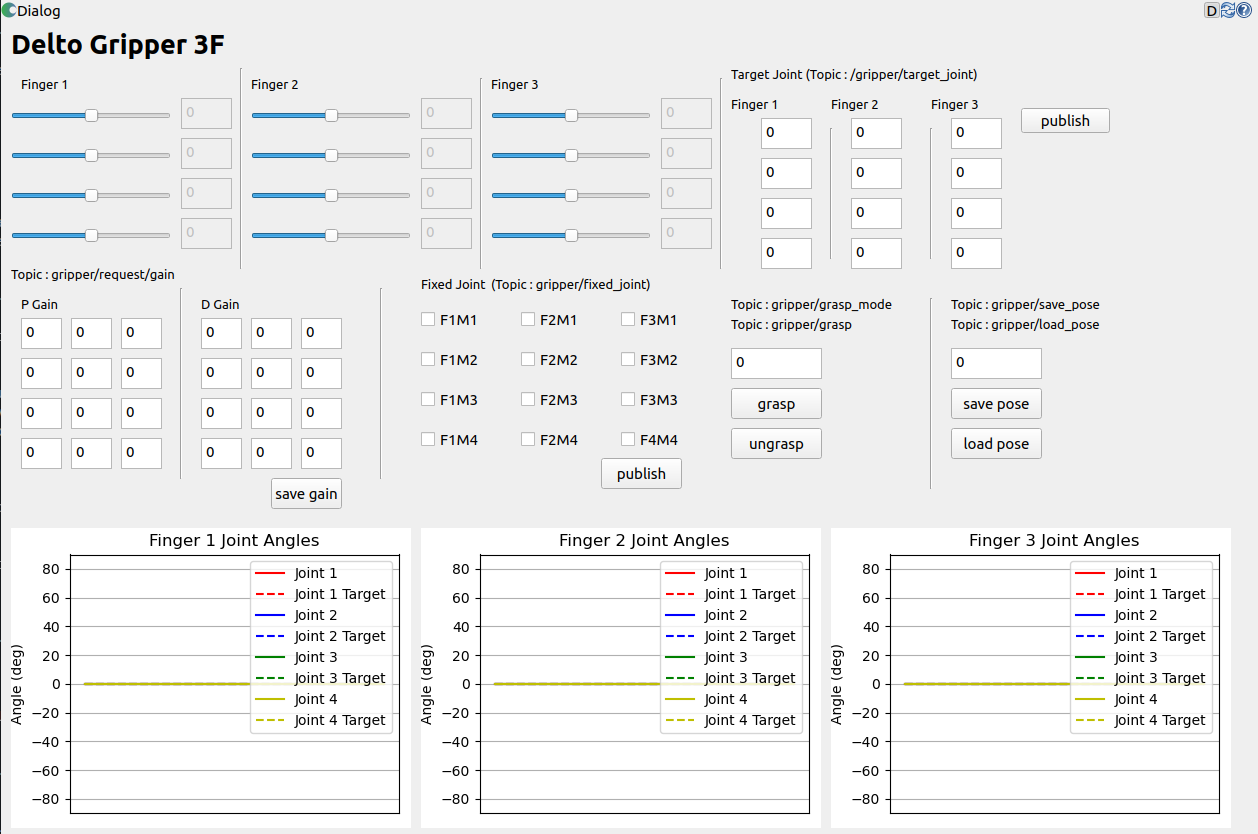 Dialog
D
Delto Gripper 3F
Finger 1
Finger 2
Finger 3
0 0 0
0 0 0
0 0 0
0 0 0
Target Joint (Topic : /gripper/target_joint)
Finger 1 Finger 2 Finger 3
0 0 0
0 0 0
0 0 0
0 0 0
publish
Topic : gripper/request/gain
P Gain
0 0 0
0 0 0
0 0 0
0 0 0
D Gain
0 0 0
0 0 0
0 0 0
0 0 0
save gain
Fixed Joint (Topic : gripper/fixed_joint)
F1M1 F2M1 F3M1
F1M2 F2M2 F3M2
F1M3 F2M3 F3M3
F1M4 F2M4 F4M4
publish
Topic : gripper/grasp_mode
Topic : gripper/grasp
0
grasp
ungrasp
Topic : gripper/save_pose
Topic : gripper/load_pose
0
save pose
load pose
Finger 1 Joint Angles
Angle (deg)
80
60
40
20
0
−20
−40
−60
−80
Joint 1
Joint 1 Target
Joint 2
Joint 2 Target
Joint 3
Joint 3 Target
Joint 4
Joint 4 Target
Finger 2 Joint Angles
Angle (deg)
80
60
40
20
0
−20
−40
−60
−80
Joint 1
Joint 1 Target
Joint 2
Joint 2 Target
Joint 3
Joint 3 Target
Joint 4
Joint 4 Target
Finger 3 Joint Angles
Angle (deg)
80
60
40
20
0
−20
−40
−60
−80
Joint 1
Joint 1 Target
Joint 2
Joint 2 Target
Joint 3
Joint 3 Target
Joint 4
Joint 4 Target